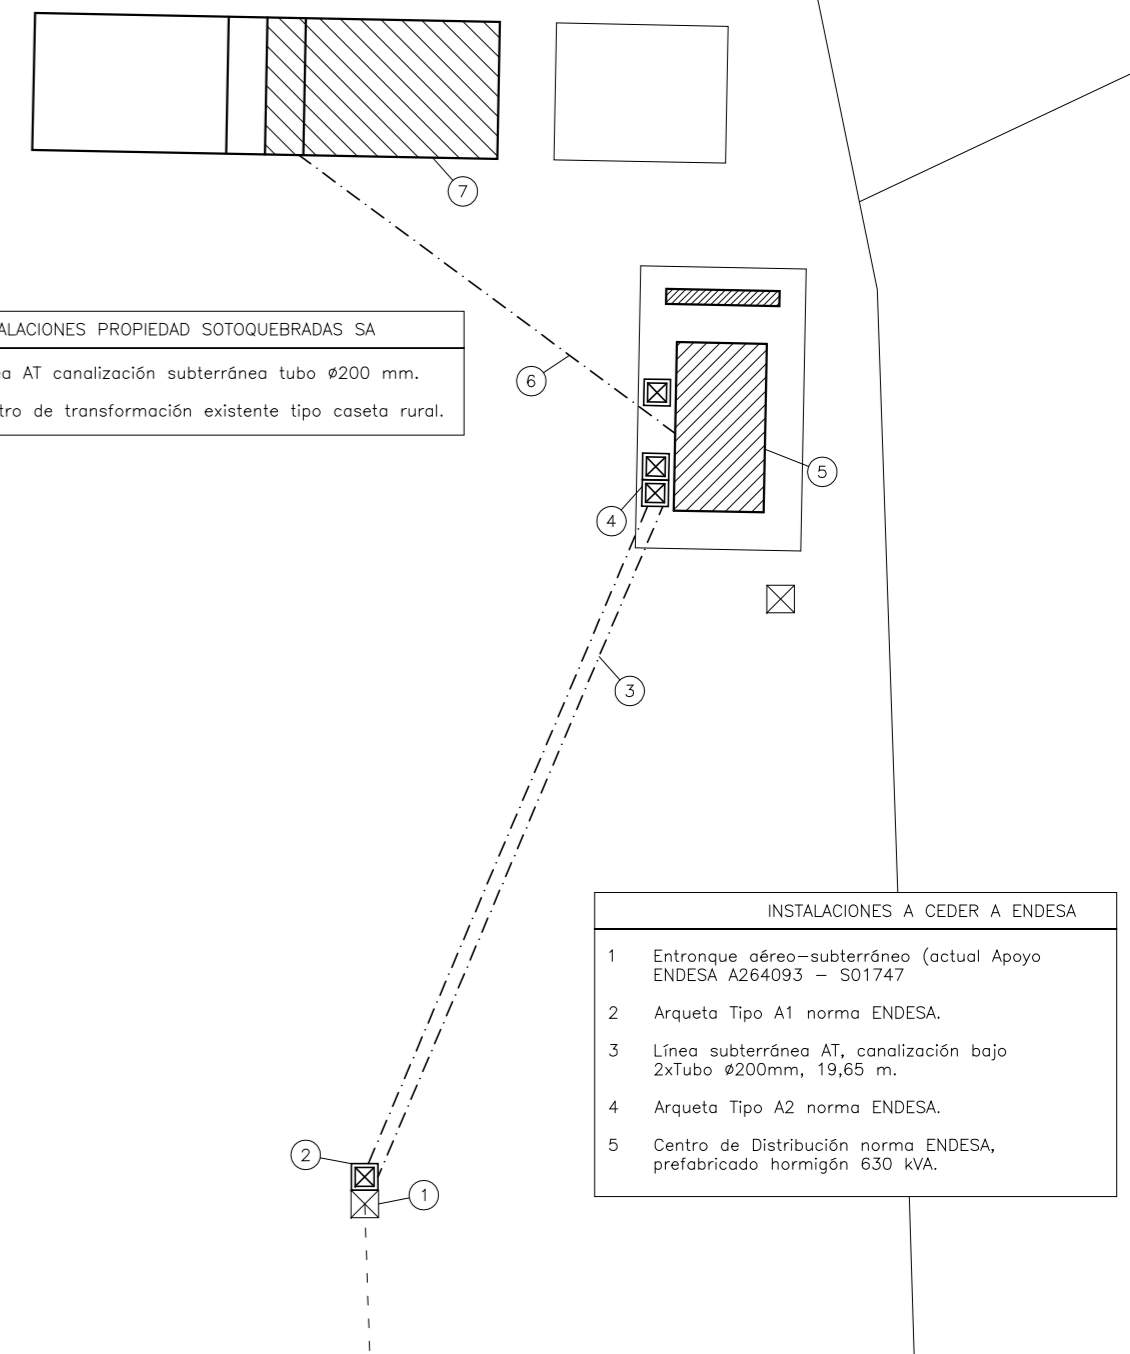 7
ALACIONES PROPIEDAD SOTOQUEBRADAS SA
a AT canalización subterránea tubo ø200 mm.
tro de transformación existente tipo caseta rural.
6
5
4
3
INSTALACIONES A CEDER A ENDESA
1 Entronque aéreo-subterráneo (actual Apoyo
ENDESA A264093 - S01747
2 Arqueta Tipo A1 norma ENDESA.
3 Línea subterránea AT, canalización bajo
2xTubo ø200mm, 19,65 m.
4 Arqueta Tipo A2 norma ENDESA.
5 Centro de Distribución norma ENDESA,
prefabricado hormigón 630 kVA.
2
1